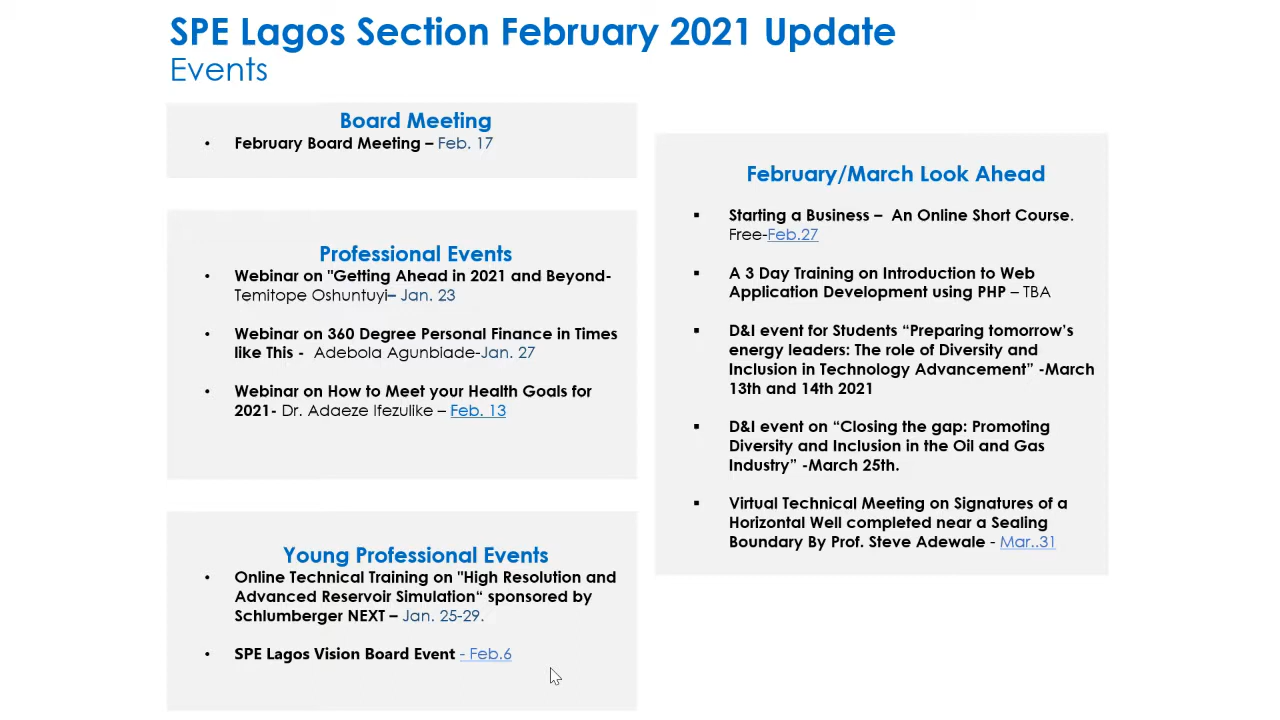 SPE Lagos Section February 2021 Update
Events
Board Meeting
• February Board Meeting – Feb. 17
Professional Events
• Webinar on "Getting Ahead in 2021 and Beyond-
Temitope Oshuntuyi– Jan. 23
• Webinar on 360 Degree Personal Finance in Times
like This - Adebola Agunbiade-Jan. 27
• Webinar on How to Meet your Health Goals for
2021- Dr. Adaeze Ifezulike – Feb. 13
Young Professional Events
• Online Technical Training on "High Resolution and
Advanced Reservoir Simulation“ sponsored by
Schlumberger NEXT – Jan. 25-29.
• SPE Lagos Vision Board Event - Feb.6
February/March Look Ahead
▪ Starting a Business – An Online Short Course.
Free-Feb.27
▪ A 3 Day Training on Introduction to Web
Application Development using PHP – TBA
▪ D&I event for Students “Preparing tomorrow’s
energy leaders: The role of Diversity and
Inclusion in Technology Advancement” -March
13th and 14th 2021
▪ D&I event on “Closing the gap: Promoting
Diversity and Inclusion in the Oil and Gas
Industry” -March 25th.
▪ Virtual Technical Meeting on Signatures of a
Horizontal Well completed near a Sealing
Boundary By Prof. Steve Adewale - Mar..31